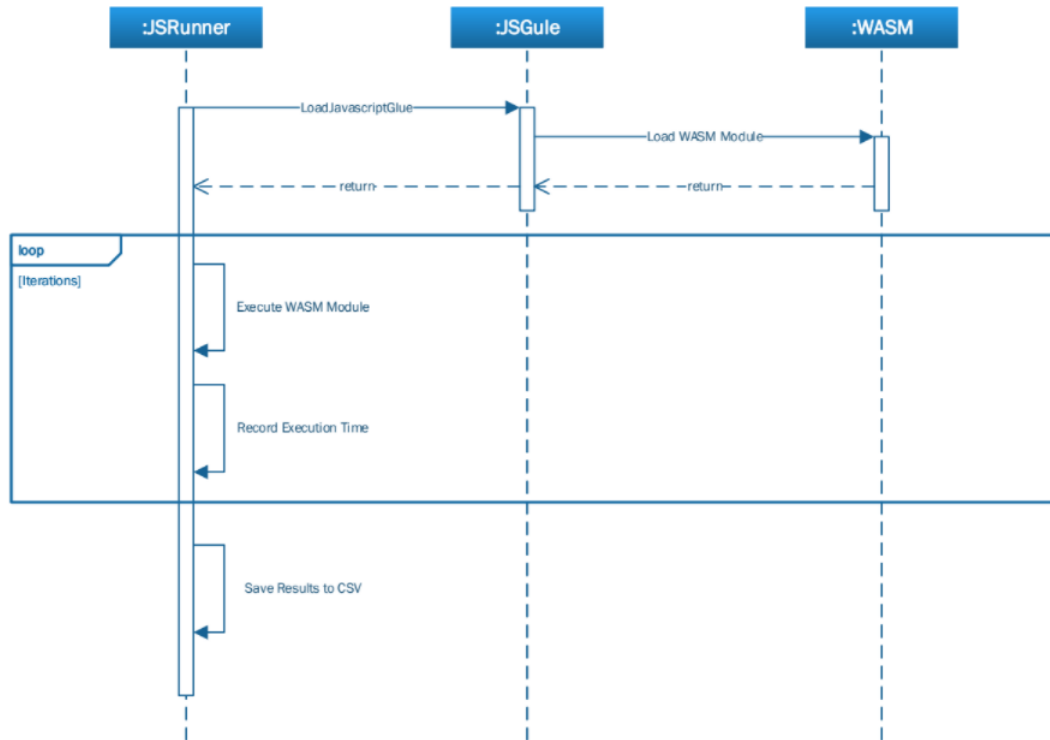 :JSRunner
:JSGule
:WASM
LoadJavascriptGlue
Load WASM Module
return
return
loop
[Iterations]
Execute WASM Module
Record Execution Time
Save Results to CSV